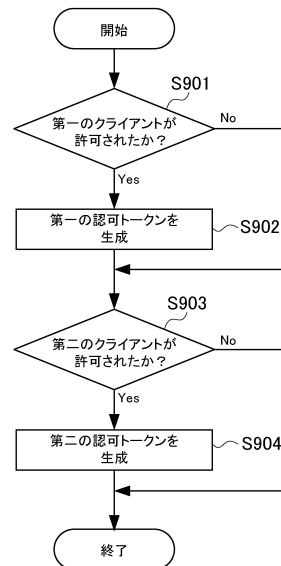 開始
S901
第一のクライアントが
許可されたか？
No
Yes
第一の認可トークンを
生成
S902
S903
第二のクライアントが
許可されたか？
No
Yes
第二の認可トークンを
生成
S904
終了